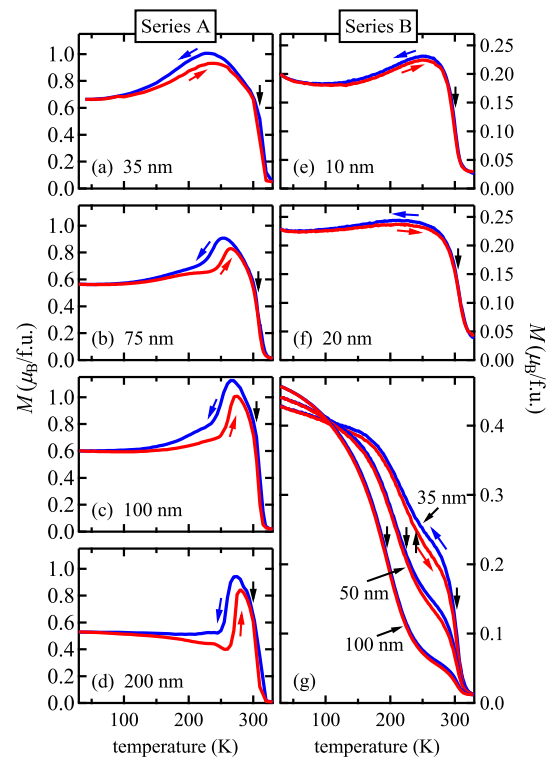 Series A
Series B
1.0
0.8
0.6
0.4
0.2
0.0
(a) 35 nm
0.25
0.20
0.15
0.10
0.05
0.00
(e) 10 nm
1.0
0.8
0.6
0.4
0.2
0.0
(b) 75 nm
0.25
0.20
0.15
0.10
0.05
0.00
(f) 20 nm
M (μB/f.u.)
M (μB/f.u.)
1.0
0.8
0.6
0.4
0.2
0.0
(c) 100 nm
1.0
0.8
0.6
0.4
0.2
0.0
(d) 200 nm
0.4
0.3
0.2
0.1
0.0
35 nm
50 nm
100 nm
(g)
100 200 300
100 200 300
temperature (K)
temperature (K)